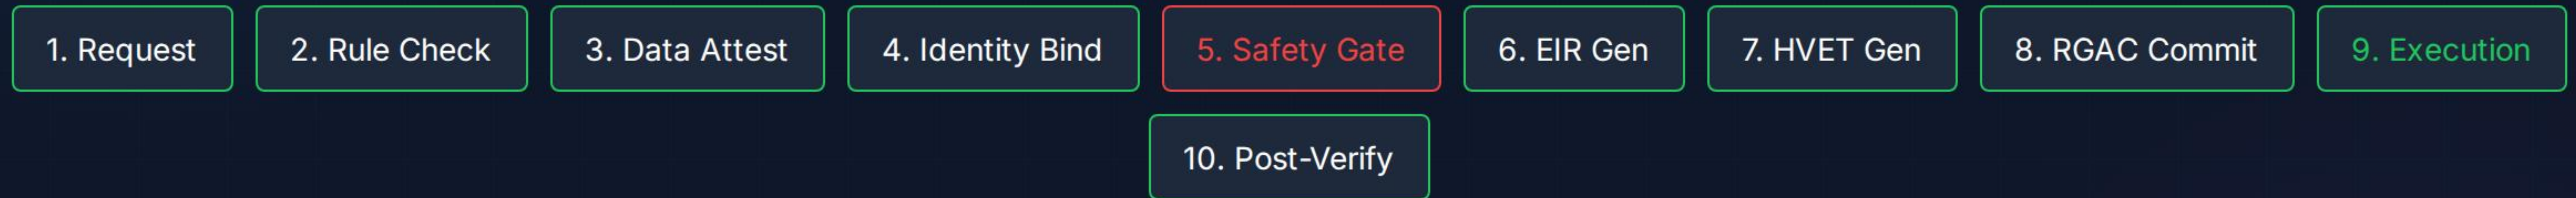 1. Request
2. Rule Check
3. Data Attest
4. Identity Bind
5. Safety Gate
6. EIR Gen
7. HVET Gen
8. RGAC Commit
9. Execution
10. Post-Verify